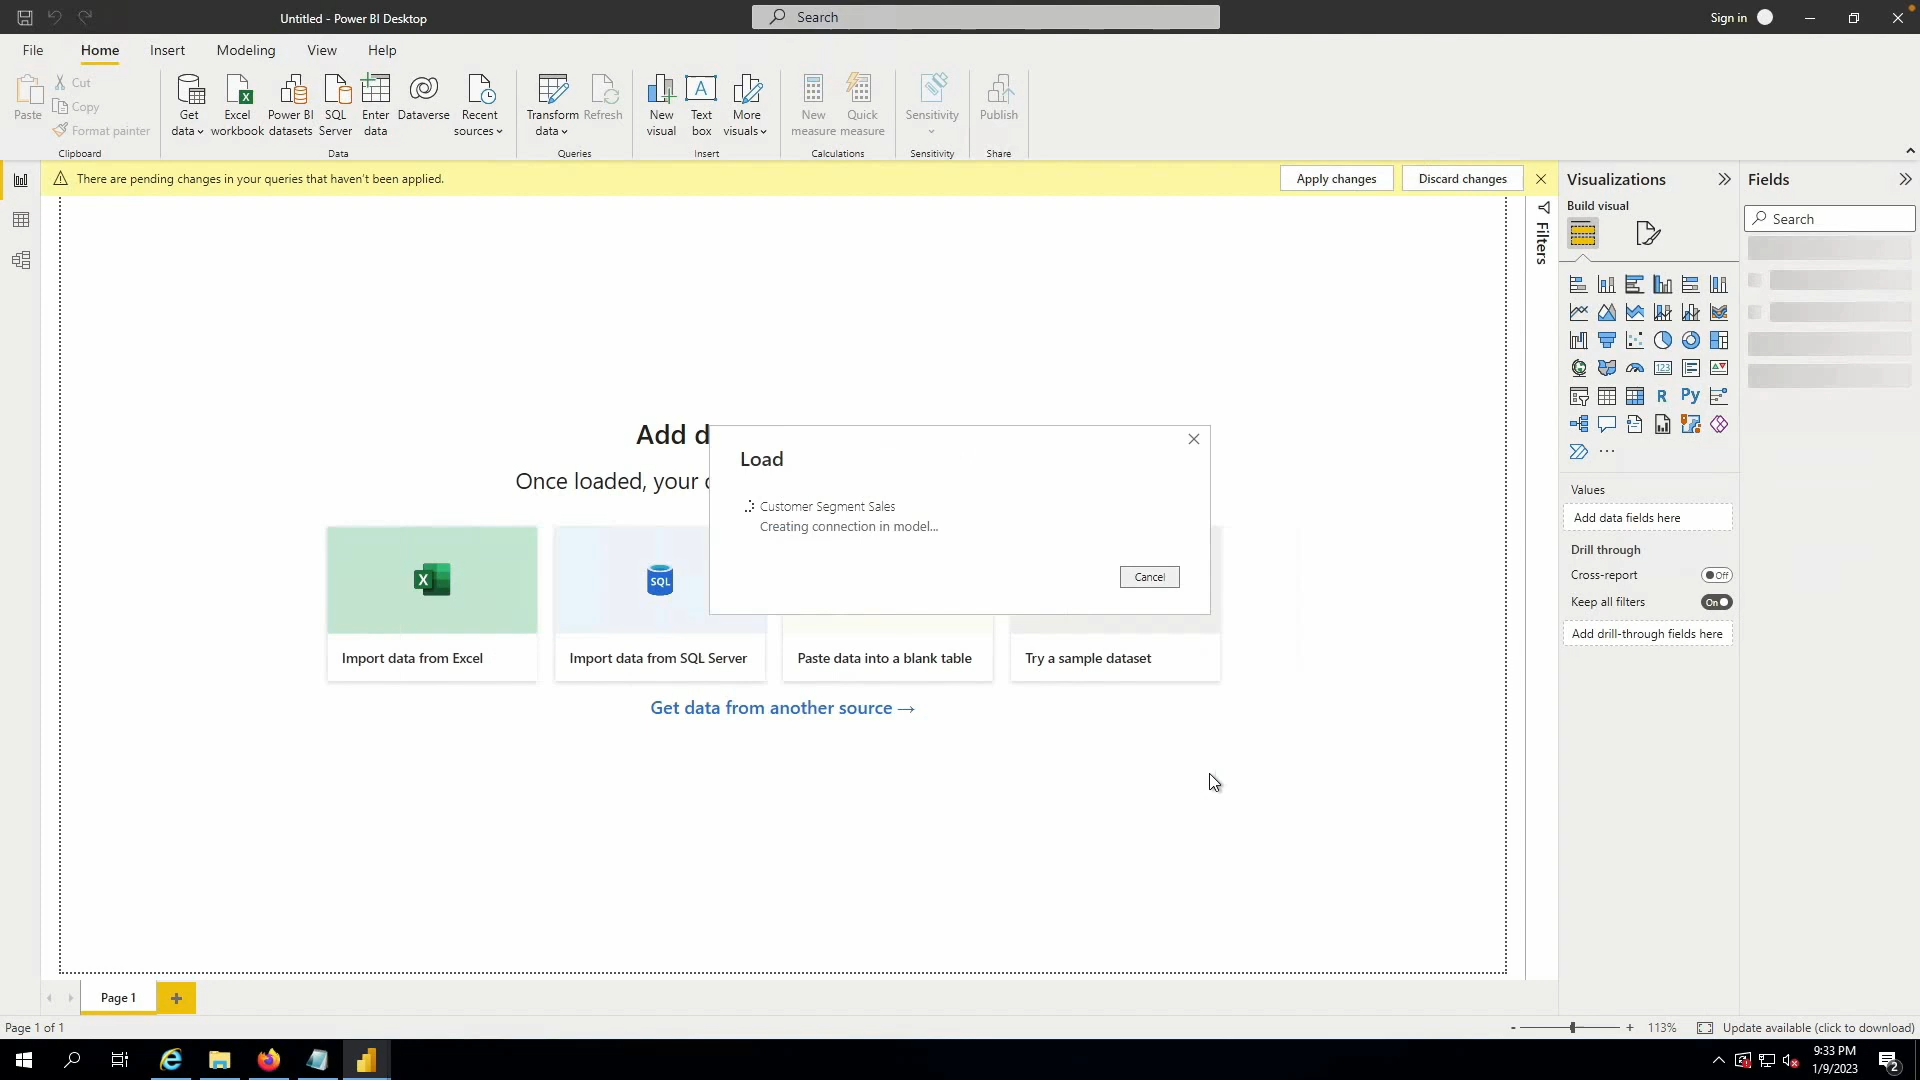 Untitled - Power BI Desktop
Search
Sign in
File
Home
Insert
Modeling
View
Help
Paste
Cut
Copy
Format painter
Clipboard
Get data
Excel workbook
Power BI datasets
SQL Server
Enter data
Dataverse
Recent sources
Data
Transform data
Refresh
Queries
New visual
A
Text box
More visuals
Insert
New measure
Quick measure
Calculations
Sensitivity
Sensitivity
Publish
Share
There are pending changes in your queries that haven't been applied.
Apply changes
Discard changes
Filters
Visualizations
Build visual
123
R
Py
Values
Add data fields here
Drill through
Cross-report
Off
Keep all filters
On
Add drill-through fields here
Fields
Search
Add d
Once loaded, your
Load
Customer Segment Sales
Creating connection in model...
Cancel
X
SQL
Import data from Excel
Import data from SQL Server
Paste data into a blank table
Try a sample dataset
Get data from another source →
Page 1
+
Page 1 of 1
- + 113%
Update available (click to download)
9:33 PM
1/9/2023
2